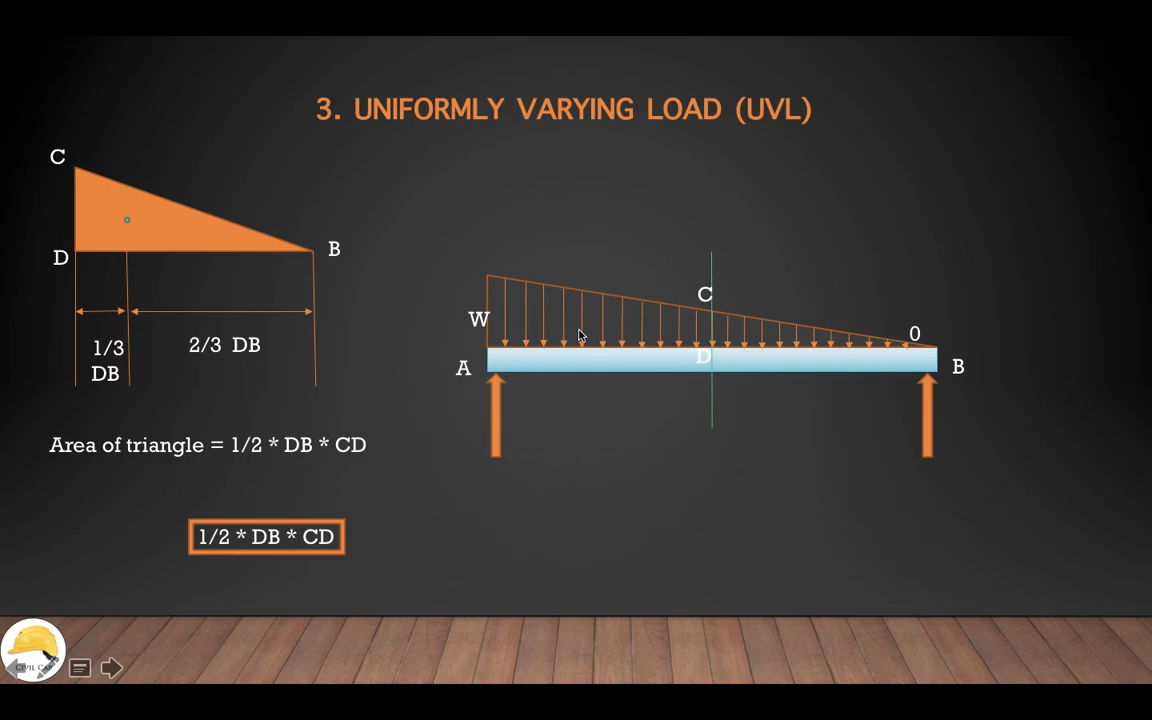 3. UNIFORMLY VARYING LOAD (UVL)
C
D
B
1/3
DB
2/3 DB
Area of triangle = 1/2 * DB * CD
1/2 * DB * CD
W
C
0
D
A
B
CIVIL